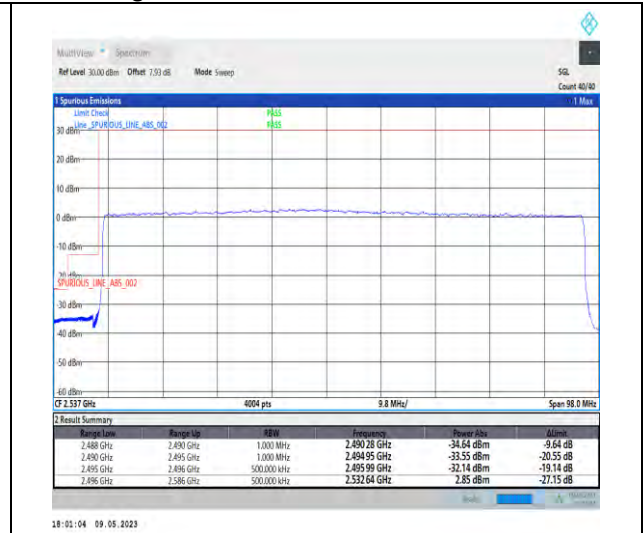 MultiView Spectrum
Ref Level 30.00 dBm Offset 7.93 dB Mode Sweep SGL
Count 40/40
1 Spurious Emissions 1 Max
Limit Check PASS
Line _SPURIOUS_LINE_ABS_002 PASS
30 dBm
20 dBm
10 dBm
0 dBm
-10 dBm
-20 dBm
SPURIOUS_LINE_ABS_002
-30 dBm
-40 dBm
-50 dBm
-60 dBm
CF 2.537 GHz 4004 pts 9.8 MHz/ Span 98.0 MHz
2 Result Summary
Range Low Range Up RBW Frequency Power Abs ΔLimit
2.488 GHz 2.490 GHz 1.000 MHz 2.490 28 GHz -34.64 dBm -9.64 dB
2.490 GHz 2.495 GHz 1.000 MHz 2.494 95 GHz -33.55 dBm -20.55 dB
2.495 GHz 2.496 GHz 500.000 kHz 2.495 99 GHz -32.14 dBm -19.14 dB
2.496 GHz 2.586 GHz 500.000 kHz 2.532 64 GHz 2.85 dBm -27.15 dB
18:01:04 09.05.2023